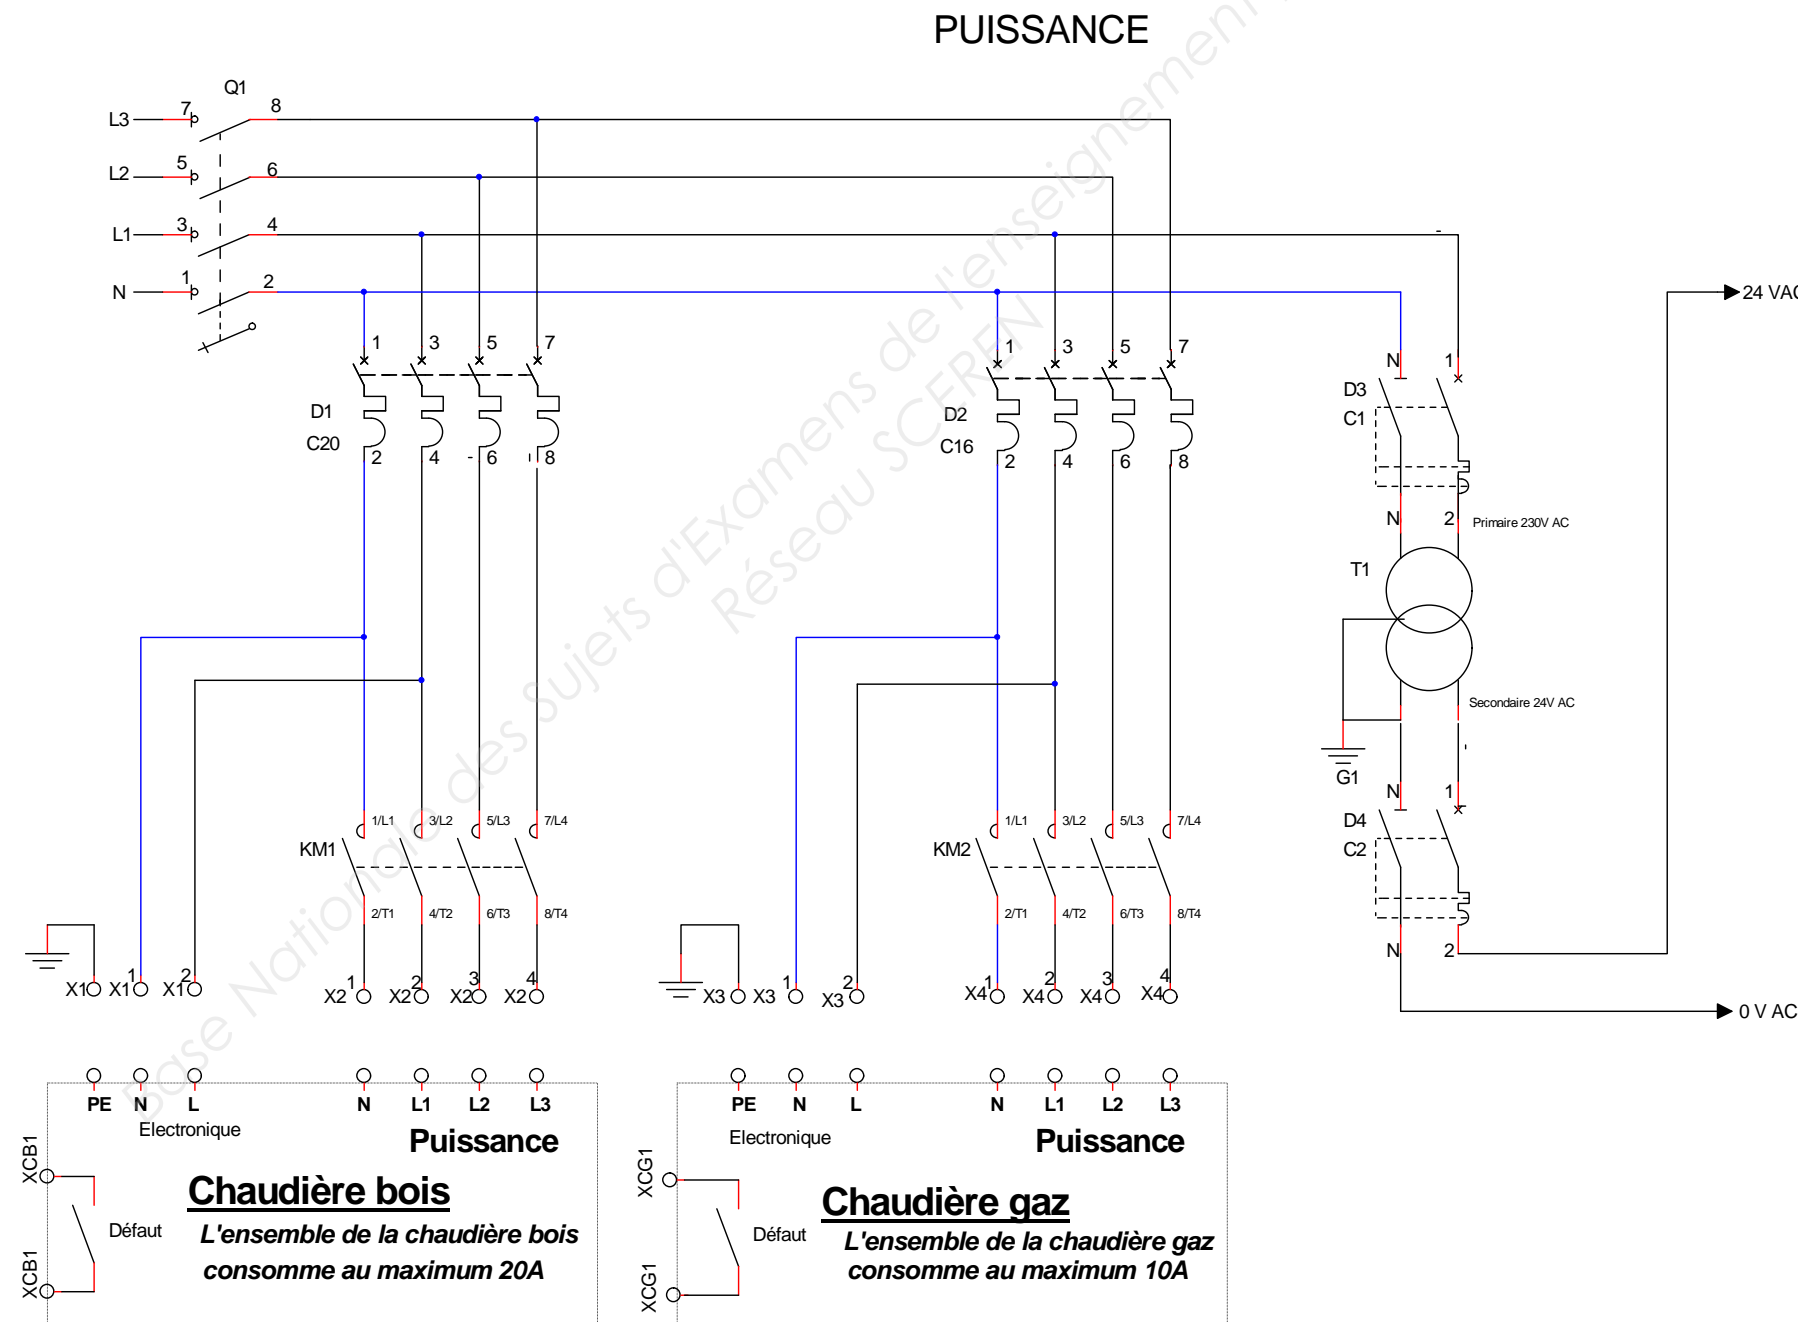 PUISSANCE
Q1
L3 7 8
L2 5 6
L1 3 4
N 1 2
24 VAC
1 3 5 7
1 3 5 7
N 1
D1
C20
D2
C16
D3
C1
2 4 6 8
2 4 6 8
N 2
Primaire 230V AC
T1
Secondaire 24V AC
G1
N 1
KM1
1/L1 3/L2 5/L3 7/L4
KM2
1/L1 3/L2 5/L3 7/L4
D4
C2
2/T1 4/T2 6/T3 8/T4
2/T1 4/T2 6/T3 8/T4
N 2
1 2 1 2 3 4
1 2 1 2 3 4
X1 X1 X1 X2 X2 X2 X2
X3 X3 X3 X4 X4 X4 X4
0 V AC
PE N L N L1 L2 L3
PE N L N L1 L2 L3
Electronique
Puissance
Electronique
Puissance
XCB1
Chaudière bois
Défaut
L'ensemble de la chaudière bois
consomme au maximum 20A
XCB1
XCG1
Chaudière gaz
Défaut
L'ensemble de la chaudière gaz
consomme au maximum 10A
XCG1
Base Nationale des Sujets d'Examens de l'enseignement
Réseau SCEREN